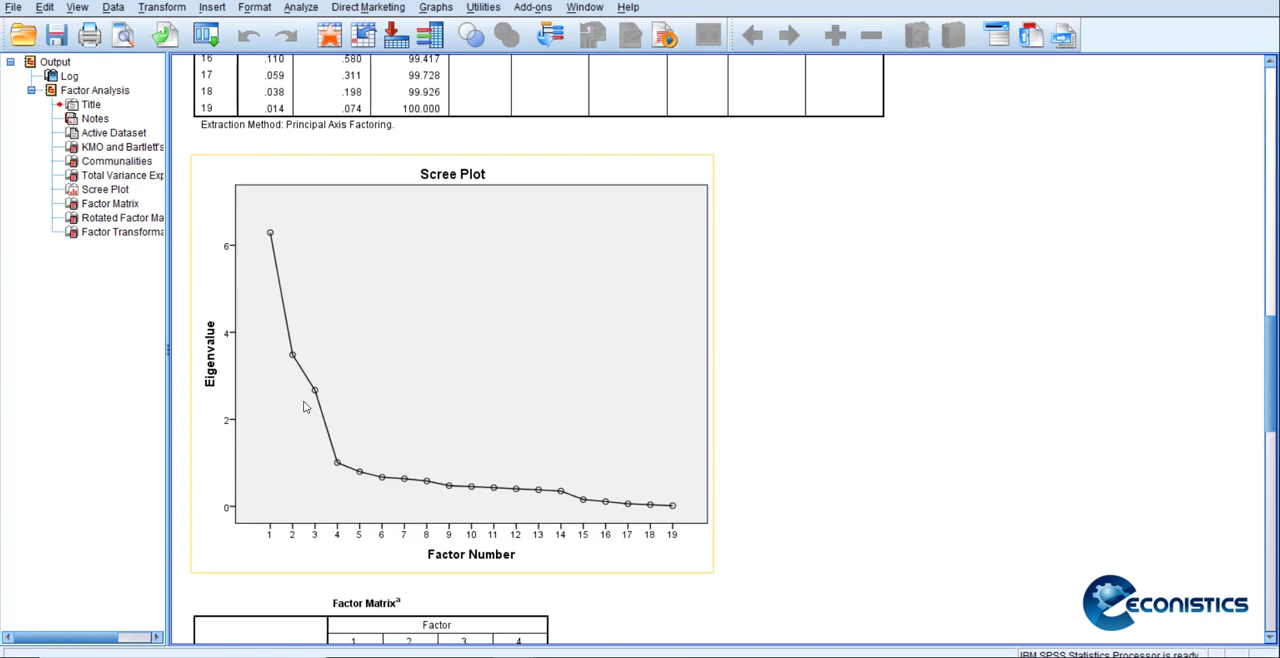 File Edit View Data Transform Insert Format Analyze Direct Marketing Graphs Utilities Add-ons Window Help
Output
Log
Factor Analysis
Title
Notes
Active Dataset
KMO and Bartlett's
Communalities
Total Variance Exp
Scree Plot
Factor Matrix
Rotated Factor Ma
Factor Transforma
16 .110 .580 99.417
17 .059 .311 99.728
18 .038 .198 99.926
19 .014 .074 100.000
Extraction Method: Principal Axis Factoring.
Scree Plot
Eigenvalue
6
4
2
0
1 2 3 4 5 6 7 8 9 10 11 12 13 14 15 16 17 18 19
Factor Number
Factor Matrixa
Factor
1 2 3 4
ECONISTICS
IBM SPSS Statistics Processor is ready